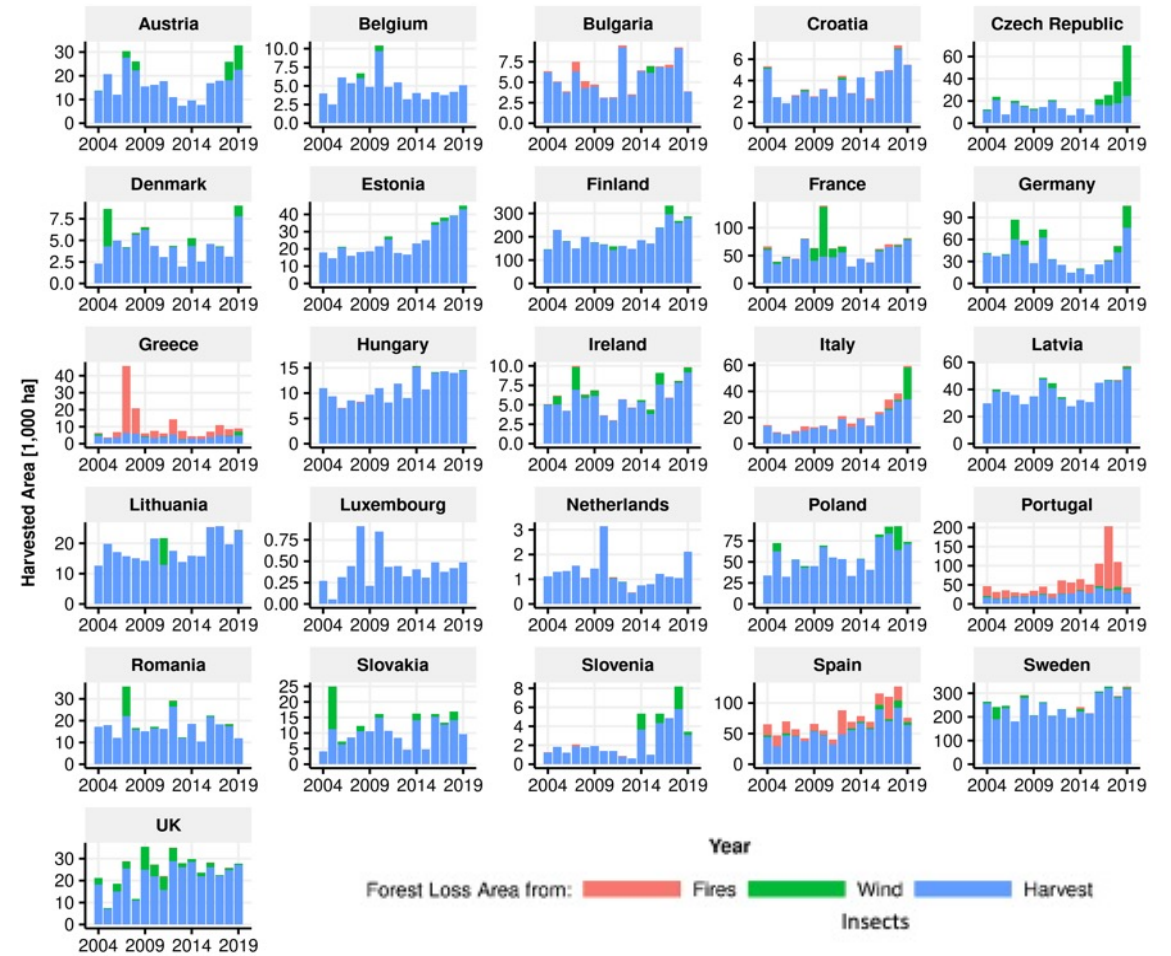 Austria Belgium Bulgaria Croatia Czech Republic
30 10.0 7.5 6 60
20 7.5 5.0 4 40
10 5.0 2.5 2 20
0 2.5 0.0 0 0
0.0
2004 2009 2014 2019 2004 2009 2014 2019 2004 2009 2014 2019 2004 2009 2014 2019 2004 2009 2014 2019
Denmark Estonia Finland France Germany
7.5 40 300 100 90
5.0 30 200 50 60
2.5 20 100 0 30
0.0 10 0 0
0
2004 2009 2014 2019 2004 2009 2014 2019 2004 2009 2014 2019 2004 2009 2014 2019 2004 2009 2014 2019
Harvested Area [1,000 ha]
Greece Hungary Ireland Italy Latvia
40 15 10.0 60 60
30 10 7.5 40 40
20 5 5.0 20 20
10 0 2.5 0 0
0 0.0
2004 2009 2014 2019 2004 2009 2014 2019 2004 2009 2014 2019 2004 2009 2014 2019 2004 2009 2014 2019
Lithuania Luxembourg Netherlands Poland Portugal
20 0.75 3 75 200
10 0.50 2 50 150
0 0.25 1 25 100
0.00 0 0 50
0
2004 2009 2014 2019 2004 2009 2014 2019 2004 2009 2014 2019 2004 2009 2014 2019 2004 2009 2014 2019
Romania Slovakia Slovenia Spain Sweden
30 25 8 100 300
20 20 6 50 200
10 15 4 0 100
0 10 2 0
5 0
0
2004 2009 2014 2019 2004 2009 2014 2019 2004 2009 2014 2019 2004 2009 2014 2019 2004 2009 2014 2019
UK
30
20
10
0
2004 2009 2014 2019
Year
Forest Loss Area from: Fires Wind Harvest
Insects